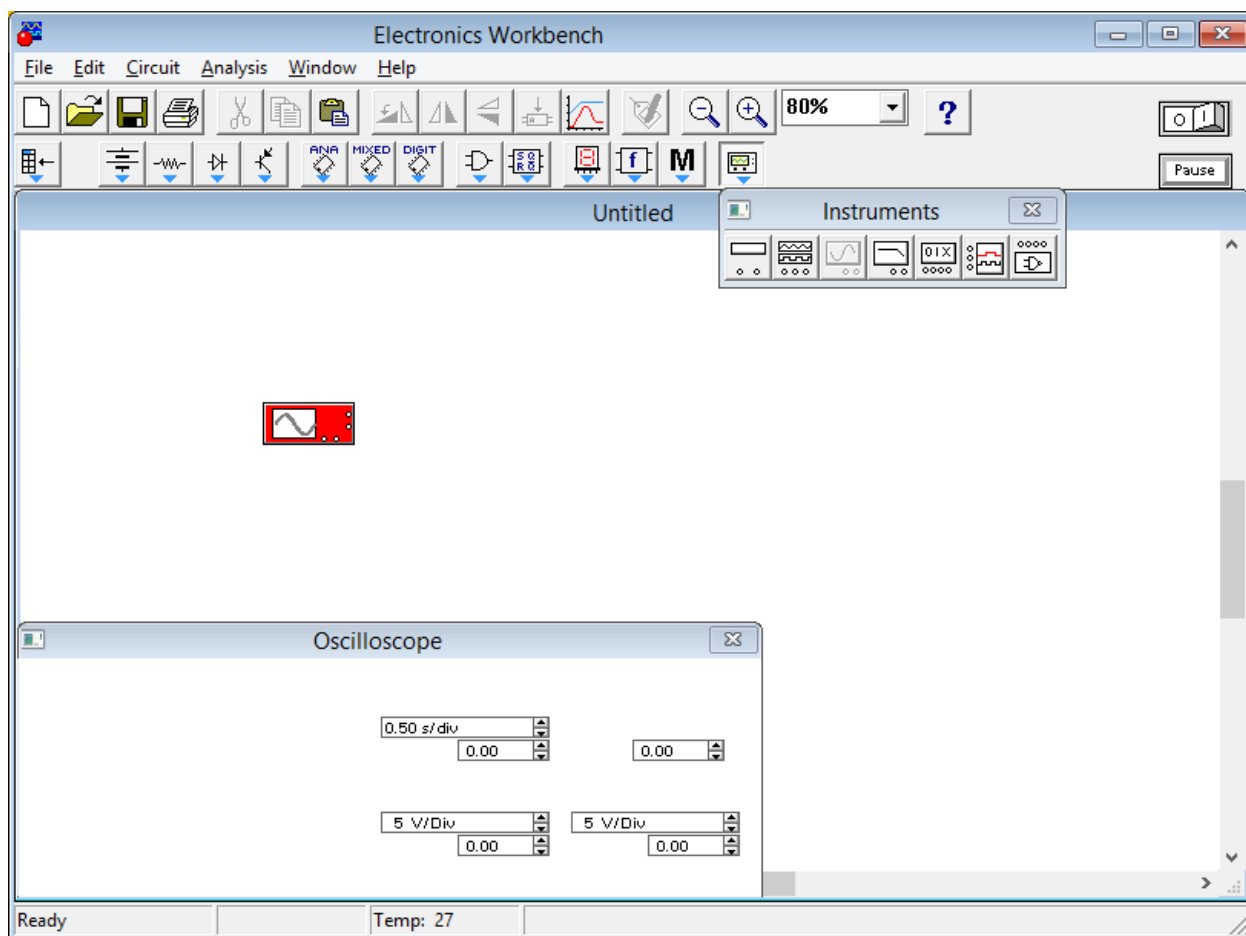 Electronics Workbench
File Edit Circuit Analysis Window Help
80% ?
O I
ANA MIXED DIGIT
S Q
R Q
f M
Pause
Untitled
Instruments
01X
Oscilloscope
0.50 s/div
0.00 0.00
5 V/Div 5 V/Div
0.00 0.00
Ready Temp: 27